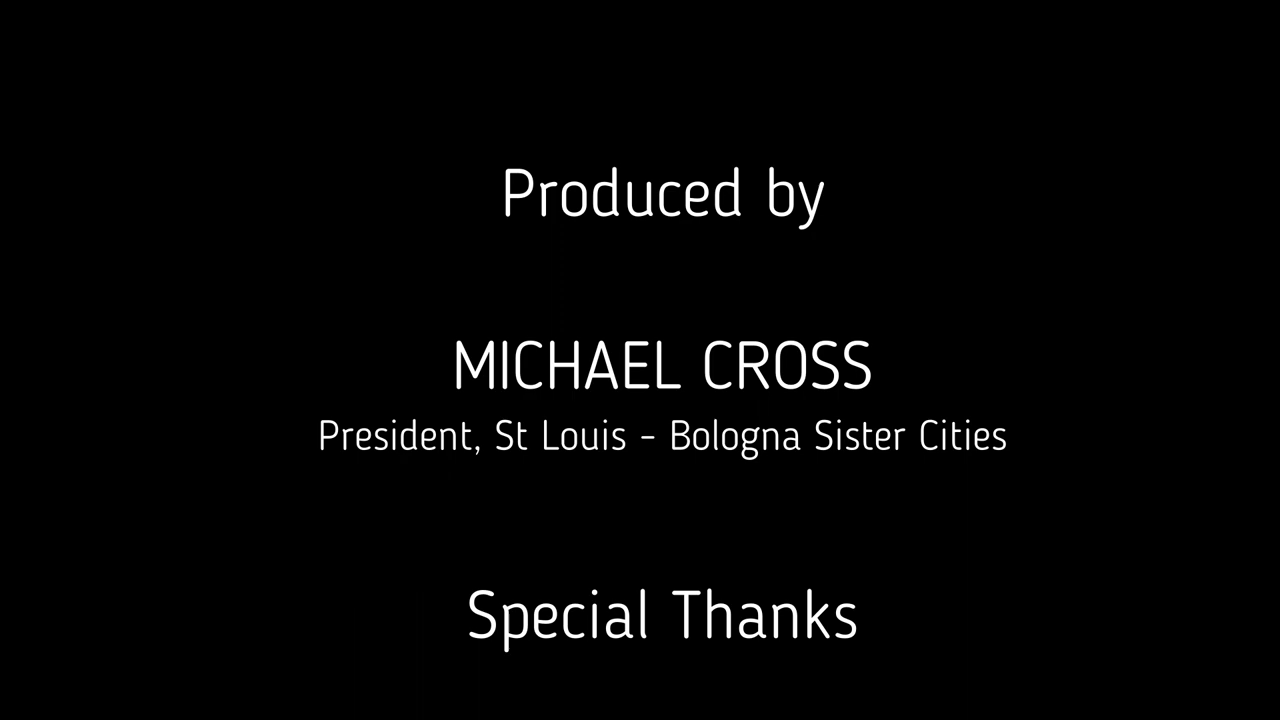 Produced by
MICHAEL CROSS
President, St Louis - Bologna Sister Cities
Special Thanks